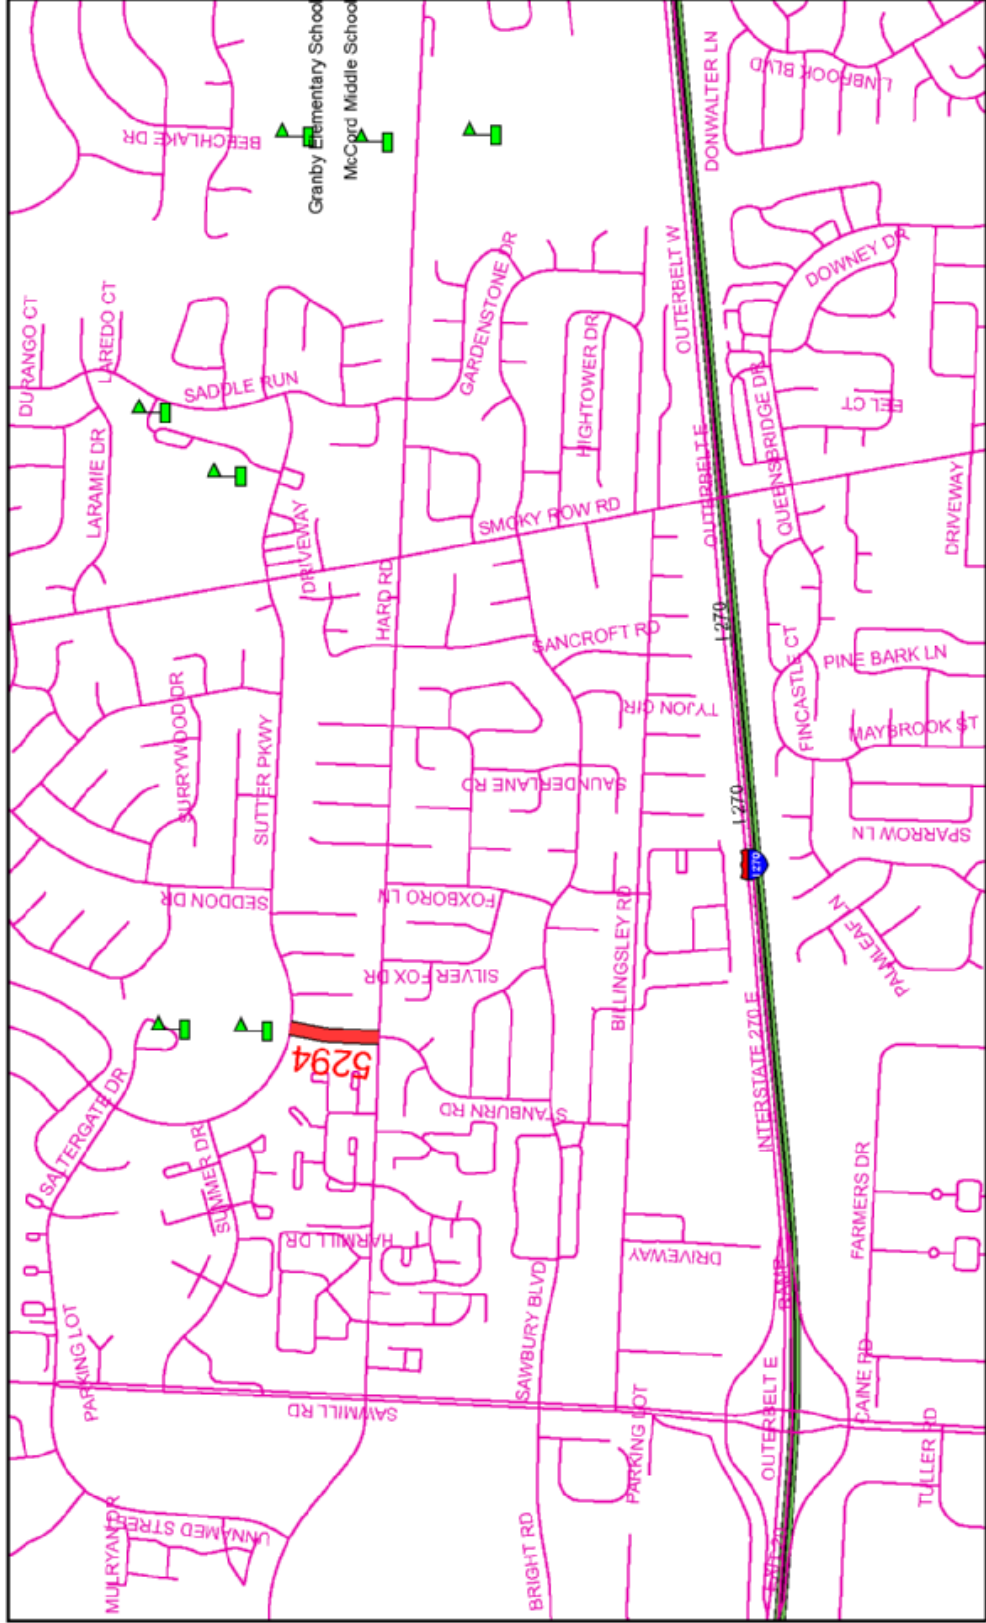 Granby Elementary School
McCord Middle School
BEECHLAKE DR
DONWALTER LN
LINBROOK BLVD
DURANGO CT
LAREDO CT
SADDLE RUN
GARDENSTONE DR
OUTERBELT W
DOWNEY DR
LARAMIE DR
HIGHTOWER DR
QUEENSBRIDGE DR
EEL CT
OUTERBELT E
DRIVEWAY
SMOKY ROW RD
DRIVEWAY
HARD RD
SANCROFT RD
I 270
FINCASTLE CT
PINE BARK LN
SURRYWOOD DR
SUTTER PKWY
TYJON CIR
MAYBROOK ST
SAUNDERLANE RD
I 270
SPARROW LN
270
SEDDON DR
FOXBORO LN
BILLINGSLEY RD
PALMLEAF LN
SILVER FOX DR
5294
INTERSTATE 270 E
SALTERGATE DR
STANBURN RD
SUMMER DR
HARMILL DR
DRIVEWAY
FARMERS DR
RAMP
PARKING LOT
SAWBURY BLVD
SAWMILL RD
PARKING LOT
OUTERBELT E
CAINE RD
TULLER RD
MULRYAN DR
UNNAMED STREET
BRIGHT RD